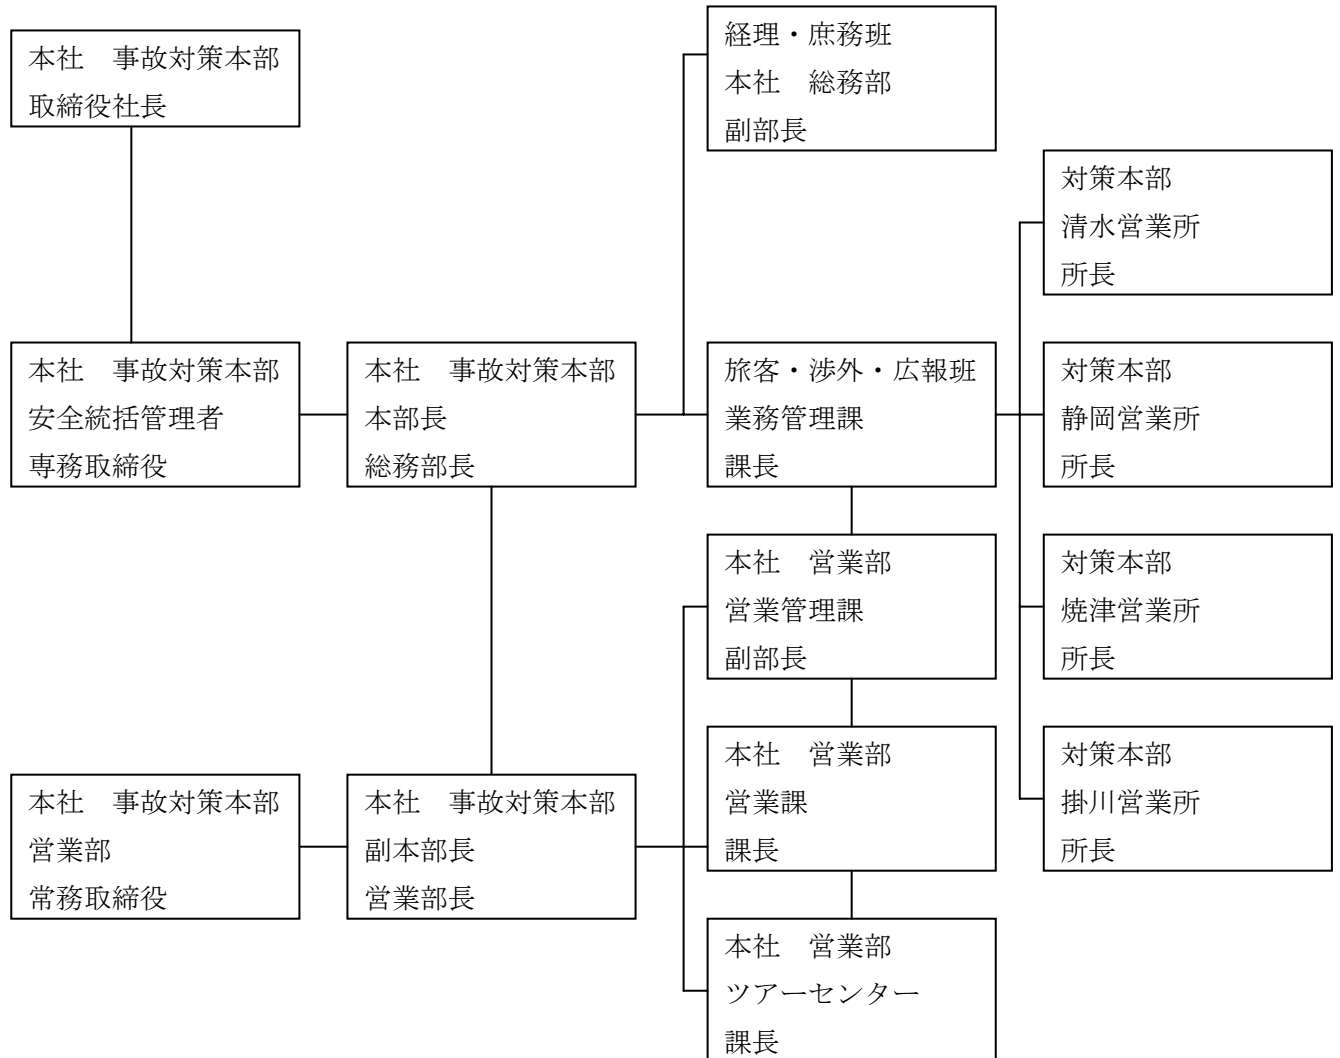 本社　事故対策本部
取締役社長
経理・庶務班
本社　総務部
副部長
対策本部
清水営業所
所長
本社　事故対策本部
安全統括管理者
専務取締役
本社　事故対策本部
本部長
総務部長
旅客・渉外・広報班
業務管理課
課長
対策本部
静岡営業所
所長
本社　営業部
営業管理課
副部長
対策本部
焼津営業所
所長
本社　営業部
営業課
課長
対策本部
掛川営業所
所長
本社　事故対策本部
営業部
常務取締役
本社　事故対策本部
副本部長
営業部長
本社　営業部
ツアーセンター
課長